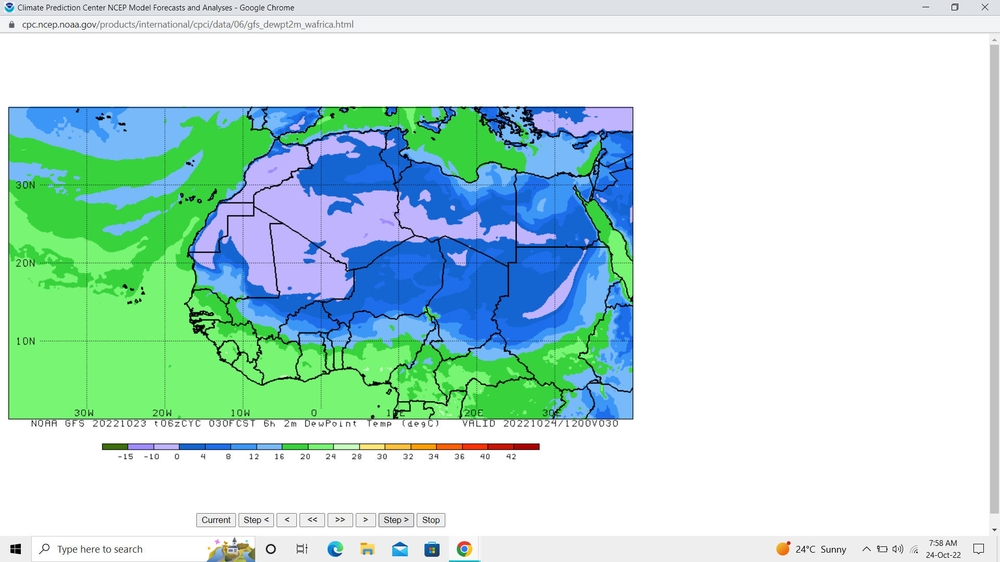 Climate Prediction Center NCEP Model Forecasts and Analyses - Google Chrome
cpc.ncep.noaa.gov/products/international/cpci/data/06/gfs_dewpt2m_wafrica.html
30N
20N
10N
30W 20W 10W 0 10E 20E 30E
NOAA GFS 20221023 t06zCYC 030FCST 6h 2m DewPoint Temp (degC) VALID 20221024/1200V030
-15 -10 0 4 8 12 16 20 24 28 30 32 34 36 40 42
Current Step < < << >> > Step > Stop
Type here to search
24°C Sunny
7:58 AM
24-Oct-22